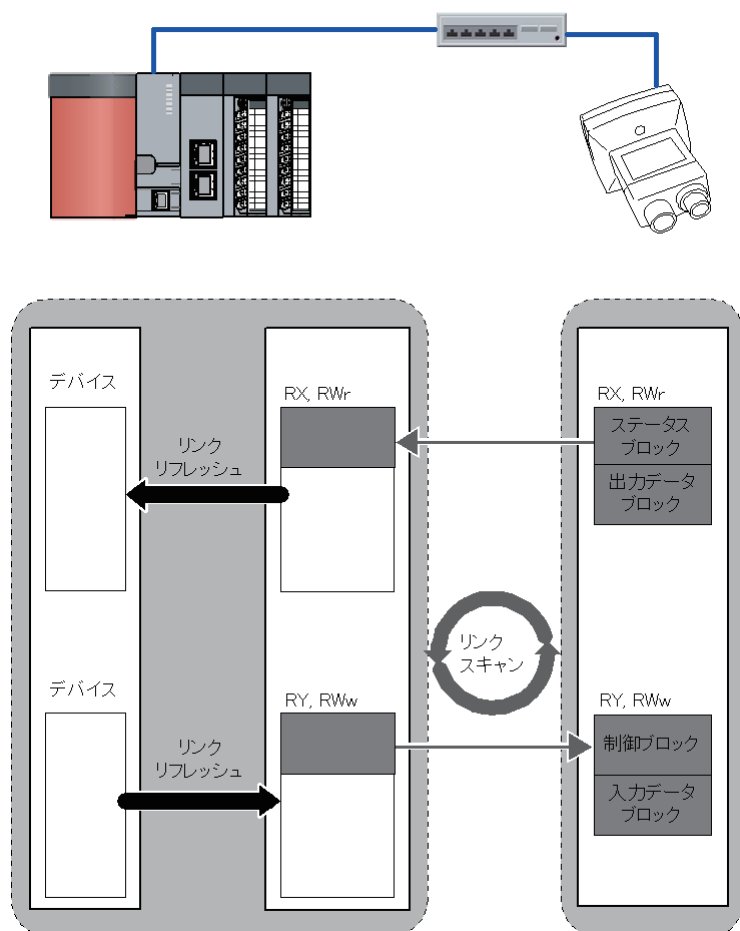 デバイス
リンク
リフレッシュ
RX, RWr
RX, RWr
ステータス
ブロック
出力データ
ブロック
リンク
スキャン
デバイス
リンク
リフレッシュ
RY, RWw
RY, RWw
制御ブロック
入力データ
ブロック